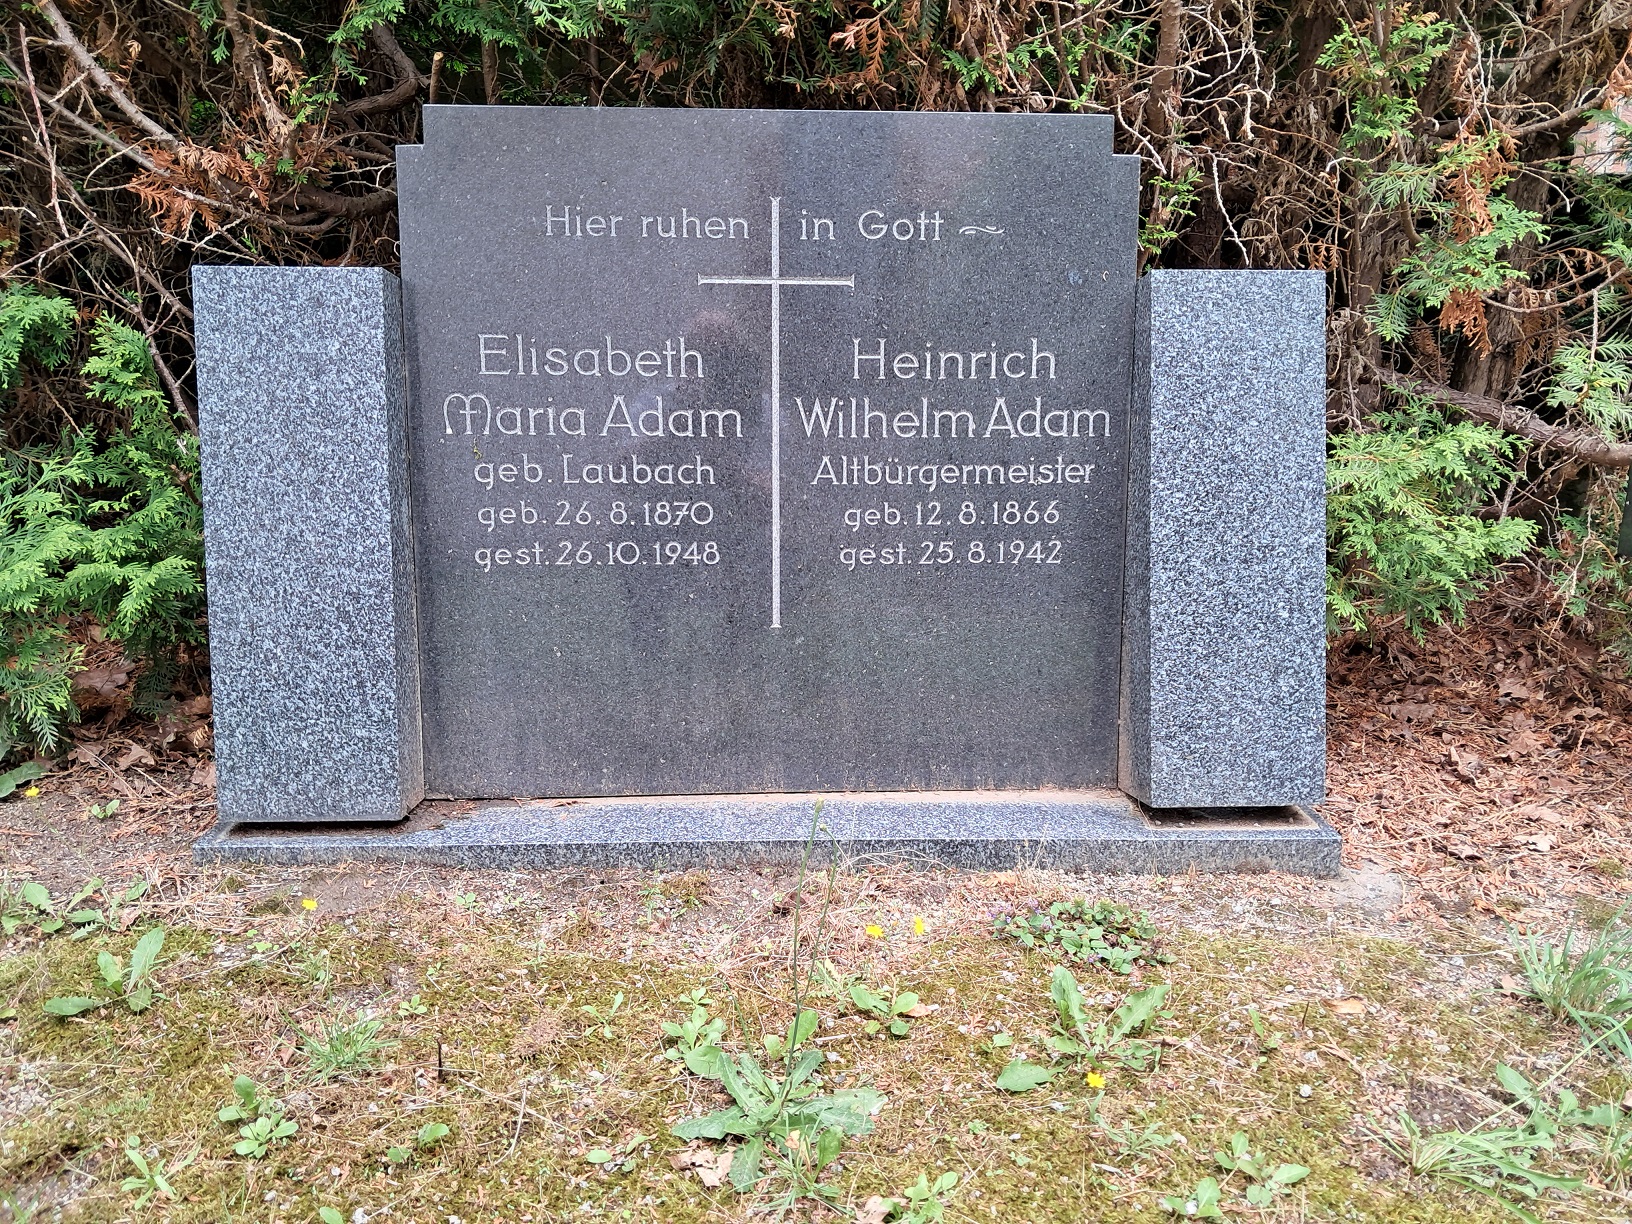 Hier ruhen in Gott ~
Elisabeth
Maria Adam
geb. Laubach
geb. 26.8.1870
gest. 26.10.1948
Heinrich
Wilhelm Adam
Altbürgermeister
geb. 12.8.1866
gest. 25.8.1942